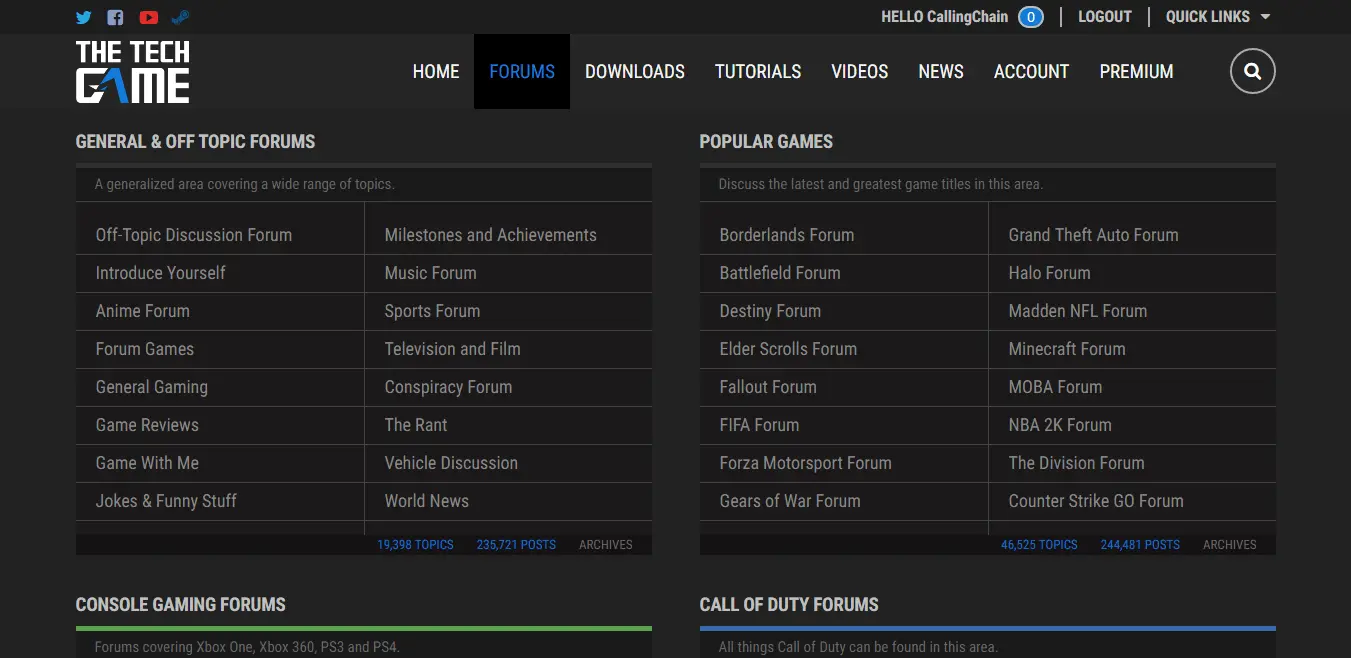 HELLO CallingChain 0 | LOGOUT | QUICK LINKS
THE TECH
GAME
HOME FORUMS DOWNLOADS TUTORIALS VIDEOS NEWS ACCOUNT PREMIUM
GENERAL & OFF TOPIC FORUMS
A generalized area covering a wide range of topics.
Off-Topic Discussion Forum Milestones and Achievements
Introduce Yourself Music Forum
Anime Forum Sports Forum
Forum Games Television and Film
General Gaming Conspiracy Forum
Game Reviews The Rant
Game With Me Vehicle Discussion
Jokes & Funny Stuff World News
19,398 TOPICS 235,721 POSTS ARCHIVES
POPULAR GAMES
Discuss the latest and greatest game titles in this area.
Borderlands Forum Grand Theft Auto Forum
Battlefield Forum Halo Forum
Destiny Forum Madden NFL Forum
Elder Scrolls Forum Minecraft Forum
Fallout Forum MOBA Forum
FIFA Forum NBA 2K Forum
Forza Motorsport Forum The Division Forum
Gears of War Forum Counter Strike GO Forum
46,525 TOPICS 244,481 POSTS ARCHIVES
CONSOLE GAMING FORUMS
Forums covering Xbox One, Xbox 360, PS3 and PS4.
CALL OF DUTY FORUMS
All things Call of Duty can be found in this area.